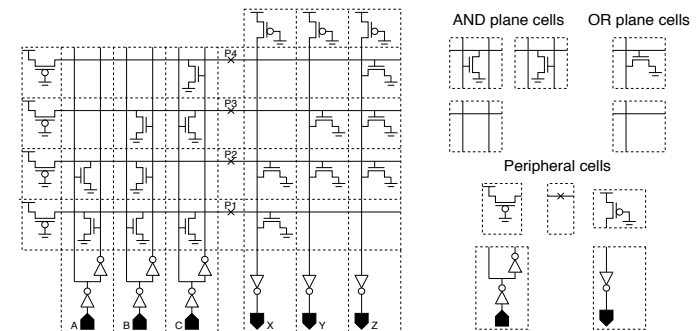 AND plane cells
OR plane cells
P4
P3
P2
P1
Peripheral cells
A
B
C
X
Y
Z